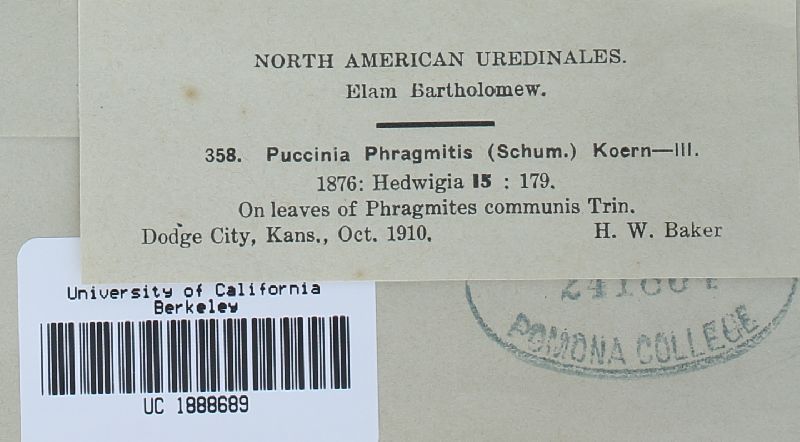 NORTH AMERICAN UREDINALES.
Elam Bartholomew.
358. Puccinia Phragmitis (Schum.) Koern—III.
1876: Hedwigia 15 : 179.
On leaves of Phragmites communis Trin.
Dodge City, Kans., Oct. 1910. H. W. Baker
University of California
Berkeley
UC 1888689
POMONA COLLEGE